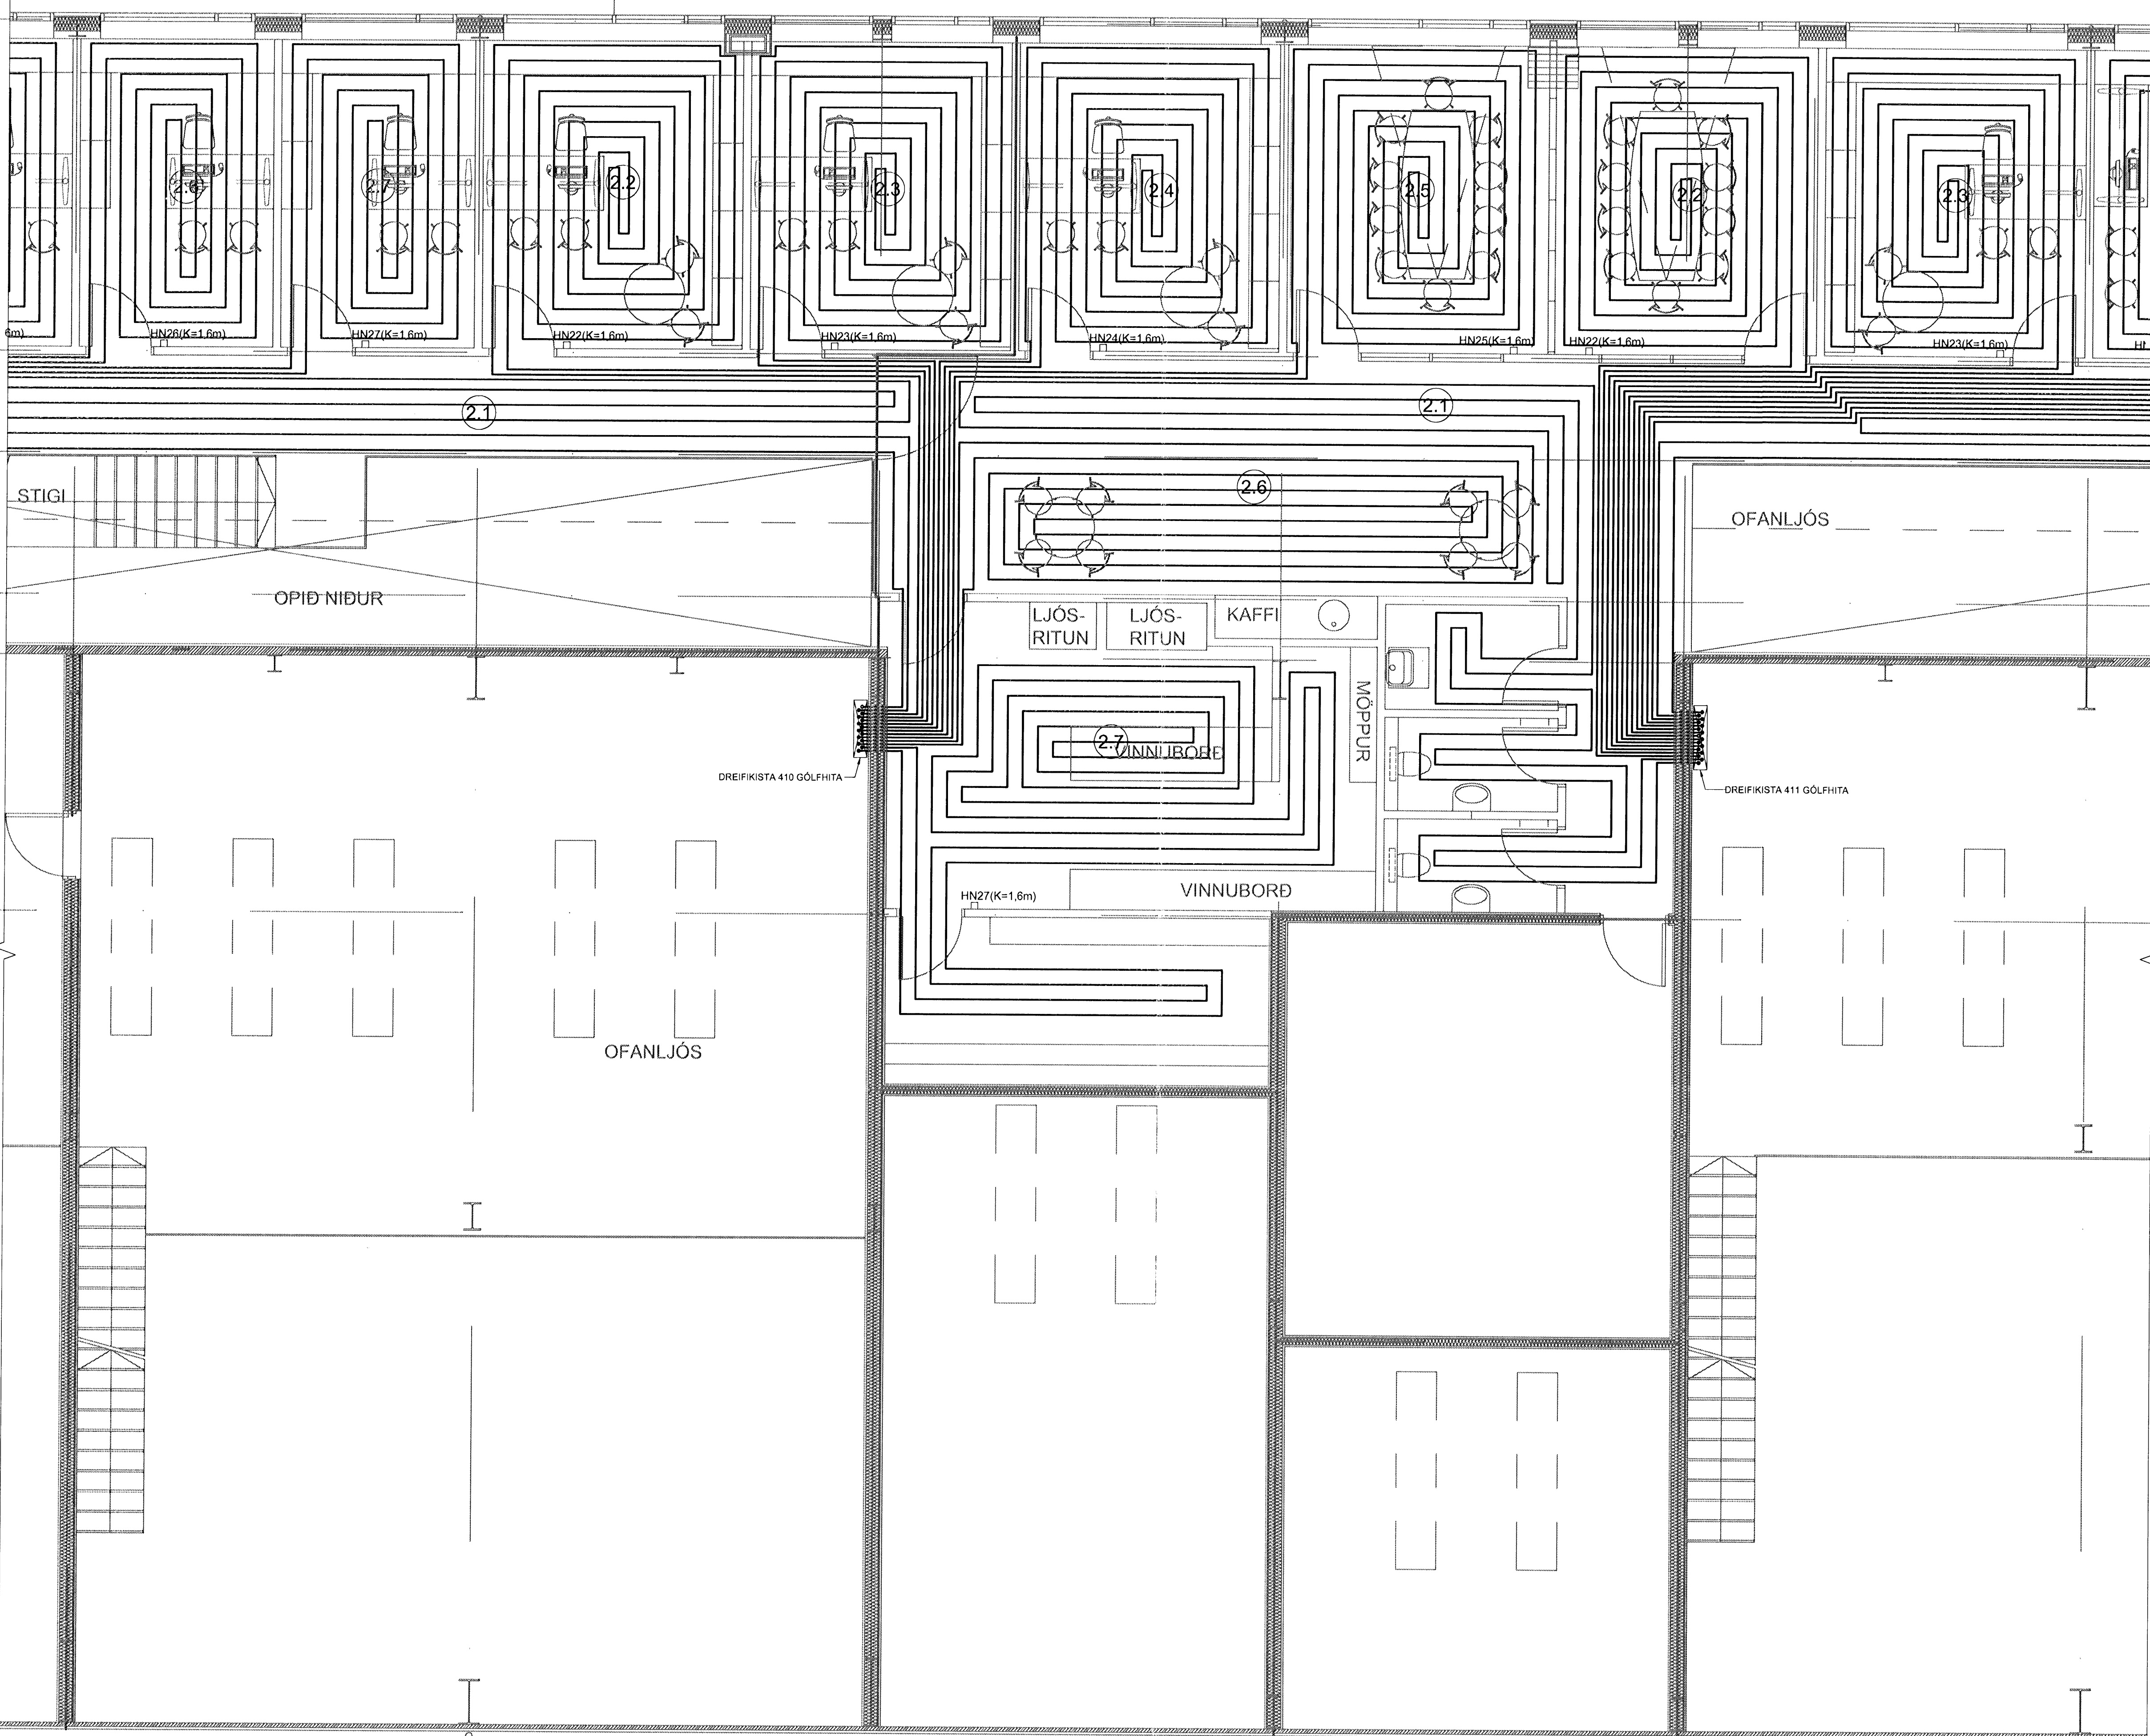 2.6
2.7
2.2
2.3
2.4
2.5
2.2
2.3
6m)
HN26(K=1,6m)
HN27(K=1,6m)
HN22(K=1,6m)
HN23(K=1,6m)
HN24(K=1,6m)
HN25(K=1,6m)
HN22(K=1,6m)
HN23(K=1,6m)
2.1
2.1
STIGI
2.6
OFANLJÓS
OPIÐ NIÐUR
LJÓS-
RITUN
LJÓS-
RITUN
KAFFI
MÖPPUR
2.7
VINNUBORÐ
DREIFIKISTA 410 GÓLFHITA
DREIFIKISTA 411 GÓLFHITA
HN27(K=1,6m)
VINNUBORÐ
OFANLJÓS